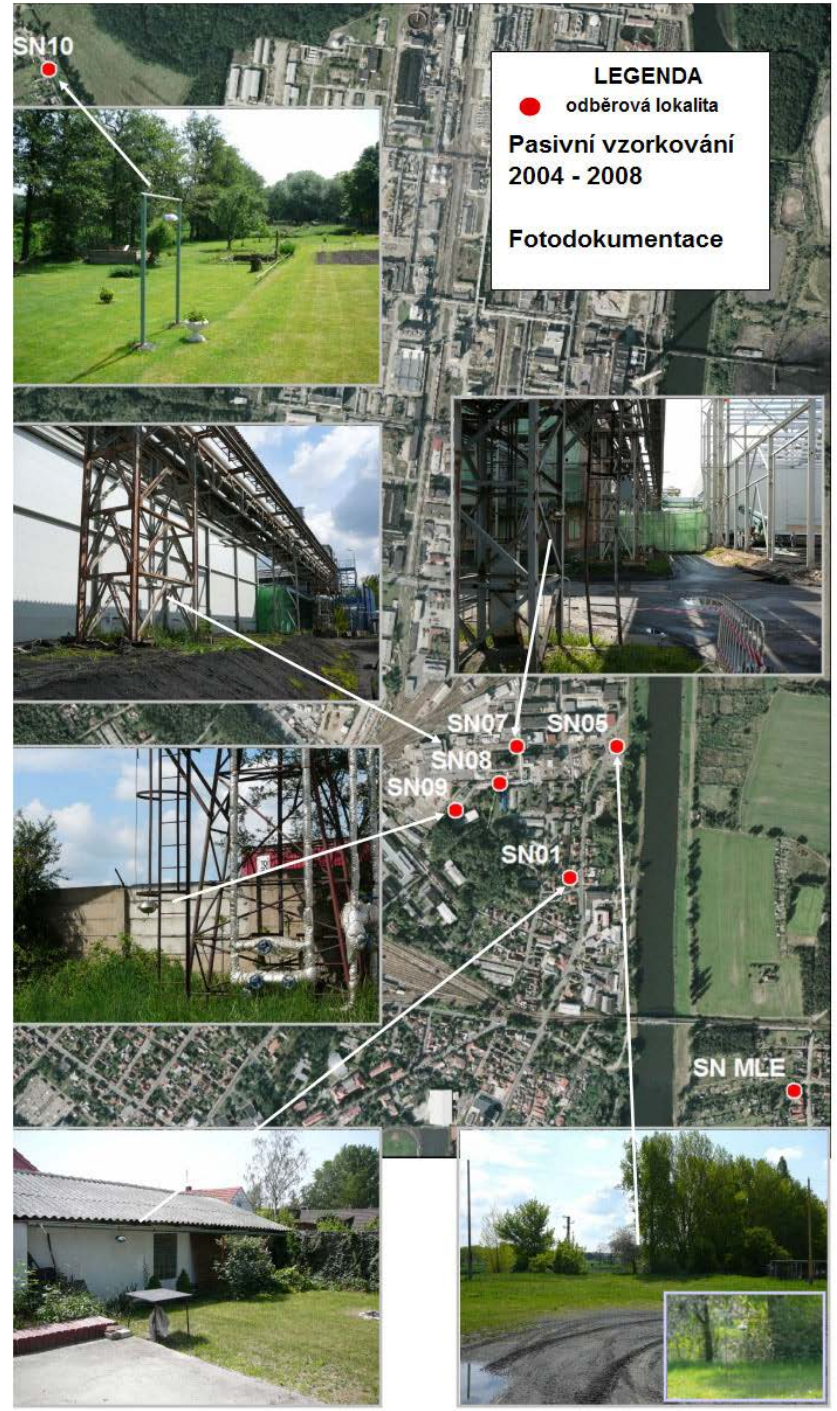 SN10
LEGENDA
odběrová lokalita
Pasivní vzorkování
2004 - 2008
Fotodokumentace
SN07
SN05
SN08
SN09
SN01
SN MLE